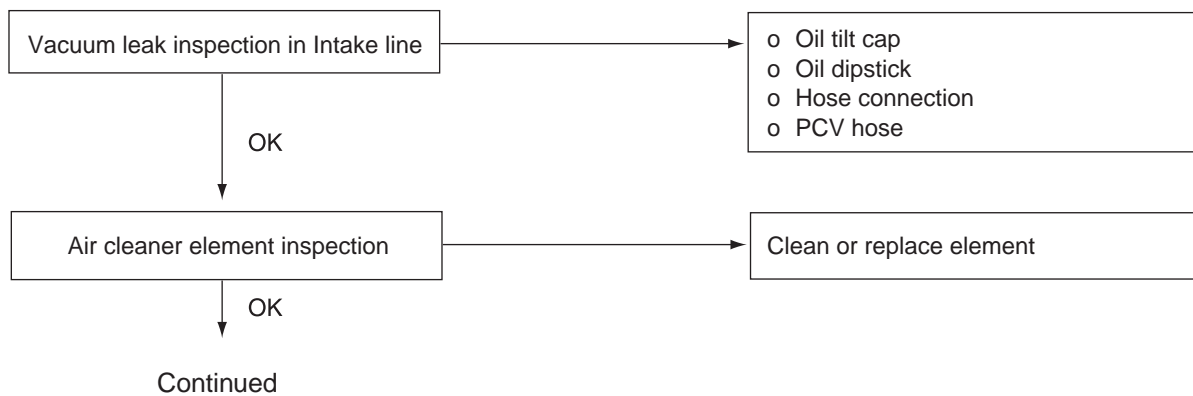 Vacuum leak inspection in Intake line
o Oil tilt cap
o Oil dipstick
o Hose connection
o PCV hose
OK
Air cleaner element inspection
Clean or replace element
OK
Continued